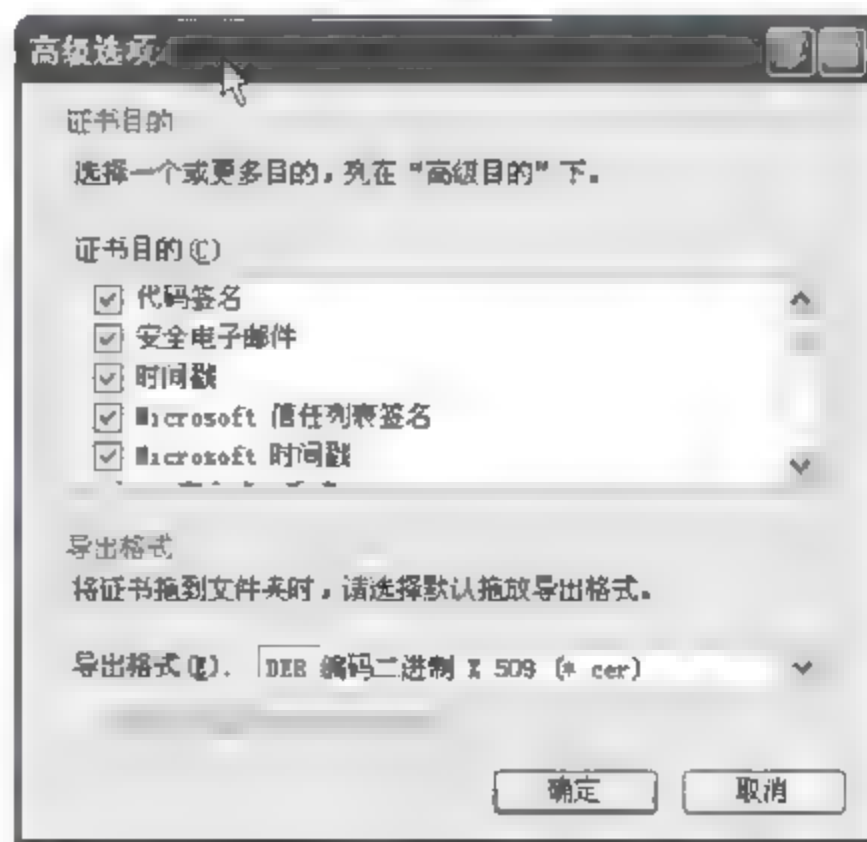 高级选项
证书目的
选择一个或更多目的，列在“高级目的”下。
证书目的(C)
代码签名
安全电子邮件
时间戳
Microsoft 信任列表签名
Microsoft 时间戳
导出格式
将证书拖到文件夹时，请选择默认拖放导出格式。
导出格式(E). DER 编码二进制 X 509 (* cer)
确定 取消